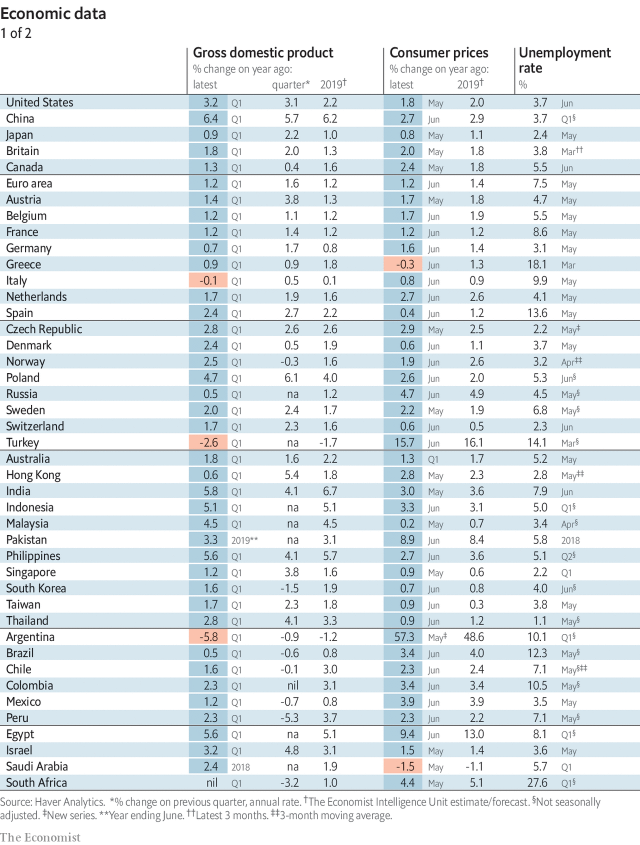 Economic data
1 of 2
Gross domestic product Consumer prices Unemployment
% change on year ago: % change on year ago: rate
latest quarter* 2019† latest 2019† %
United States 3.2 Q1 3.1 2.2 1.8 May 2.0 3.7 Jun
China 6.4 Q1 5.7 6.2 2.7 Jun 2.9 3.7 Q1§
Japan 0.9 Q1 2.2 1.0 0.8 May 1.1 2.4 May
Britain 1.8 Q1 2.0 1.3 2.0 May 1.8 3.8 Mar††
Canada 1.3 Q1 0.4 1.6 2.4 May 1.8 5.5 Jun
Euro area 1.2 Q1 1.6 1.2 1.2 Jun 1.4 7.5 May
Austria 1.4 Q1 3.8 1.3 1.7 May 1.8 4.7 May
Belgium 1.2 Q1 1.1 1.2 1.7 Jun 1.9 5.5 May
France 1.2 Q1 1.4 1.2 1.2 Jun 1.2 8.6 May
Germany 0.7 Q1 1.7 0.8 1.6 Jun 1.4 3.1 May
Greece 0.9 Q1 0.9 1.8 -0.3 Jun 1.3 18.1 Mar
Italy -0.1 Q1 0.5 0.1 0.8 Jun 0.9 9.9 May
Netherlands 1.7 Q1 1.9 1.6 2.7 Jun 2.6 4.1 May
Spain 2.4 Q1 2.7 2.2 0.4 Jun 1.2 13.6 May
Czech Republic 2.8 Q1 2.6 2.6 2.9 May 2.5 2.2 May‡
Denmark 2.4 Q1 0.5 1.9 0.6 Jun 1.1 3.7 May
Norway 2.5 Q1 -0.3 1.6 1.9 Jun 2.6 3.2 Apr‡‡
Poland 4.7 Q1 6.1 4.0 2.6 Jun 2.0 5.3 Jun§
Russia 0.5 Q1 na 1.2 4.7 Jun 4.9 4.5 May§
Sweden 2.0 Q1 2.4 1.7 2.2 May 1.9 6.8 May§
Switzerland 1.7 Q1 2.3 1.6 0.6 Jun 0.5 2.3 Jun
Turkey -2.6 Q1 na -1.7 15.7 Jun 16.1 14.1 Mar§
Australia 1.8 Q1 1.6 2.2 1.3 Q1 1.7 5.2 May
Hong Kong 0.6 Q1 5.4 1.8 2.8 May 2.3 2.8 May‡‡
India 5.8 Q1 4.1 6.7 3.0 May 3.6 7.9 Jun
Indonesia 5.1 Q1 na 5.1 3.3 Jun 3.1 5.0 Q1§
Malaysia 4.5 Q1 na 4.5 0.2 May 0.7 3.4 Apr§
Pakistan 3.3 2019** na 3.1 8.9 Jun 8.4 5.8 2018
Philippines 5.6 Q1 4.1 5.7 2.7 Jun 3.6 5.1 Q2§
Singapore 1.2 Q1 3.8 1.6 0.9 May 0.6 2.2 Q1
South Korea 1.6 Q1 -1.5 1.9 0.7 Jun 0.8 4.0 Jun§
Taiwan 1.7 Q1 2.3 1.8 0.9 Jun 0.3 3.8 May
Thailand 2.8 Q1 4.1 3.3 0.9 Jun 1.2 1.1 May§
Argentina -5.8 Q1 -0.9 -1.2 57.3 May‡ 48.6 10.1 Q1§
Brazil 0.5 Q1 -0.6 0.8 3.4 Jun 4.0 12.3 May§
Chile 1.6 Q1 -0.1 3.0 2.3 Jun 2.4 7.1 May§‡‡
Colombia 2.3 Q1 nil 3.1 3.4 Jun 3.4 10.5 May§
Mexico 1.2 Q1 -0.7 0.8 3.9 Jun 3.9 3.5 May
Peru 2.3 Q1 -5.3 3.7 2.3 Jun 2.2 7.1 May§
Egypt 5.6 Q1 na 5.1 9.4 Jun 13.0 8.1 Q1§
Israel 3.2 Q1 4.8 3.1 1.5 May 1.4 3.6 May
Saudi Arabia 2.4 2018 na 1.9 -1.5 May -1.1 5.7 Q1
South Africa nil Q1 -3.2 1.0 4.4 May 5.1 27.6 Q1§
Source: Haver Analytics. *% change on previous quarter, annual rate. †The Economist Intelligence Unit estimate/forecast. §Not seasonally
adjusted. ‡New series. **Year ending June. ††Latest 3 months. ‡‡3-month moving average.
The Economist